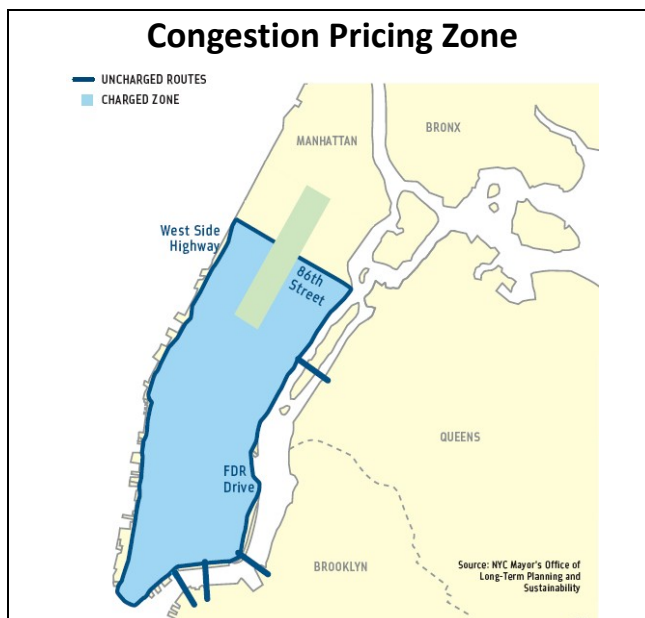 Congestion Pricing Zone
UNCHARGED ROUTES
CHARGED ZONE
MANHATTAN
BRONX
West Side
Highway
86th
Street
QUEENS
FDR
Drive
BROOKLYN
Source: NYC Mayor's Office of
Long-Term Planning and
Sustainability